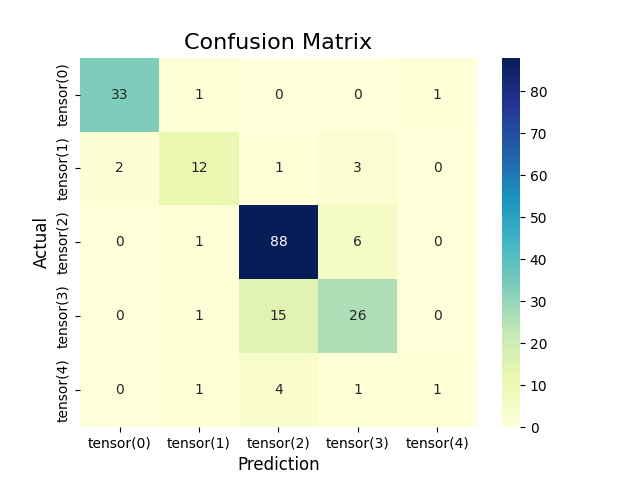 Confusion Matrix
tensor(0) 33 1 0 0 1
tensor(1) 2 12 1 3 0
tensor(2) 0 1 88 6 0
tensor(3) 0 1 15 26 0
tensor(4) 0 1 4 1 1
tensor(0) tensor(1) tensor(2) tensor(3) tensor(4)
Prediction
Actual
80
70
60
50
40
30
20
10
0